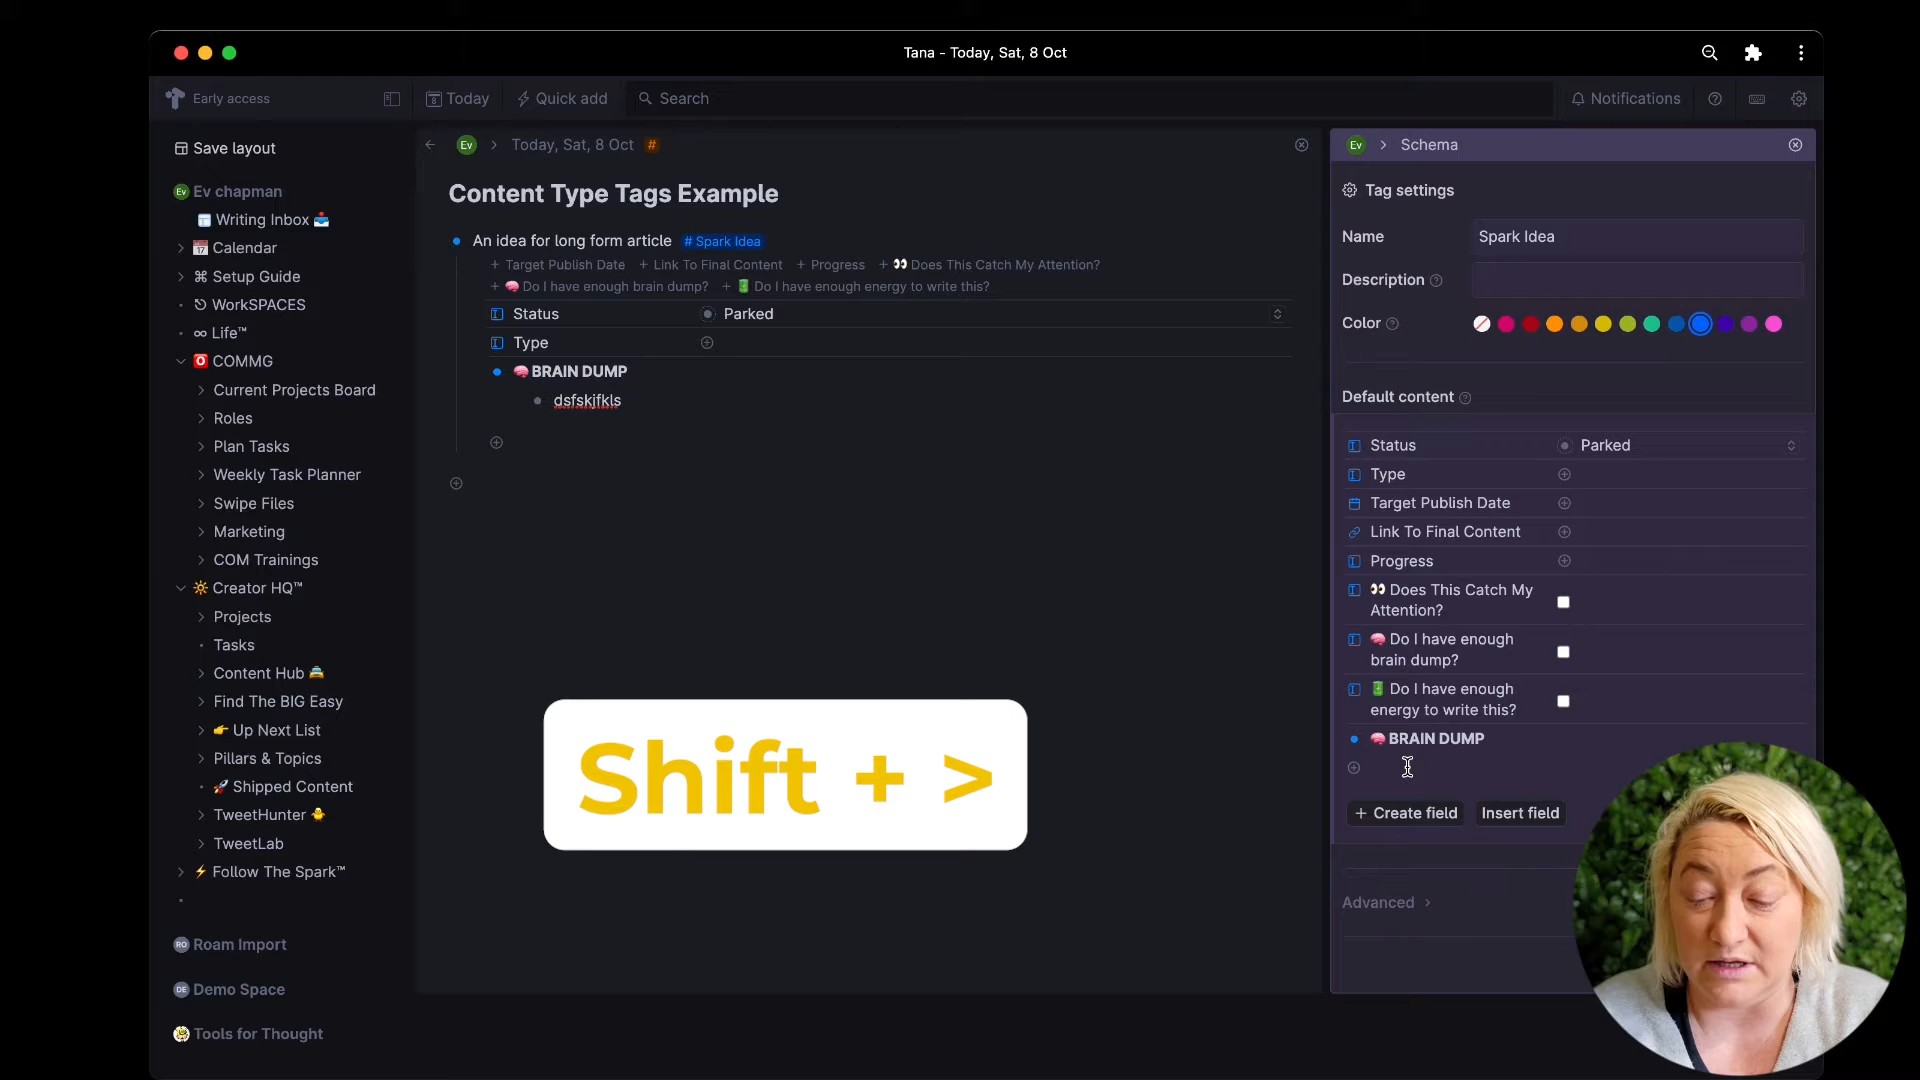 Tana - Today, Sat, 8 Oct
Early access
Today
Quick add
Search
Notifications
Save layout
Ev chapman
Writing Inbox
Calendar
Setup Guide
WorkSPACES
Life™
COMMG
Current Projects Board
Roles
Plan Tasks
Weekly Task Planner
Swipe Files
Marketing
COM Trainings
Creator HQ™
Projects
Tasks
Content Hub
Find The BIG Easy
Up Next List
Pillars & Topics
Shipped Content
TweetHunter
TweetLab
Follow The Spark™
RO Roam Import
DE Demo Space
Tools for Thought
Ev > Today, Sat, 8 Oct #
Content Type Tags Example
An idea for long form article # Spark Idea
+ Target Publish Date + Link To Final Content + Progress + 👀 Does This Catch My Attention?
+ 🧠 Do I have enough brain dump? + 🔋 Do I have enough energy to write this?
Status Parked
Type
🧠 BRAIN DUMP
dsfskjfkls
Shift + >
Ev > Schema
Tag settings
Name Spark Idea
Description
Color
Default content
Status Parked
Type
Target Publish Date
Link To Final Content
Progress
👀 Does This Catch My
Attention?
🧠 Do I have enough
brain dump?
🔋 Do I have enough
energy to write this?
🧠 BRAIN DUMP
+ Create field Insert field
Advanced >